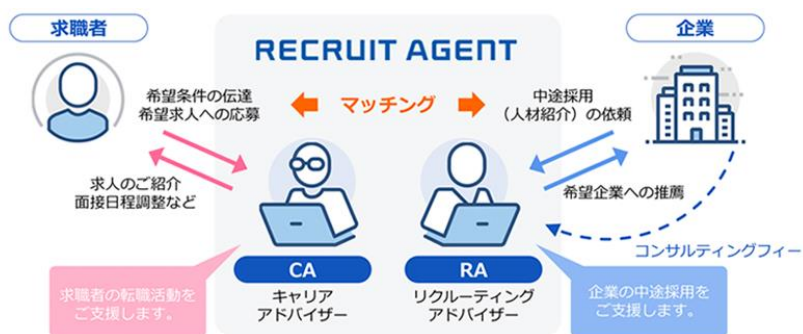 求職者
RECRUIT AGENT
企業
希望条件の伝達
希望求人への応募
マッチング
中途採用
（人材紹介）の依頼
求人のご紹介
面接日程調整など
希望企業への推薦
コンサルティングフィー
CA
キャリア
アドバイザー
RA
リクルーティング
アドバイザー
求職者の転職活動を
ご支援します。
企業の中途採用を
ご支援します。